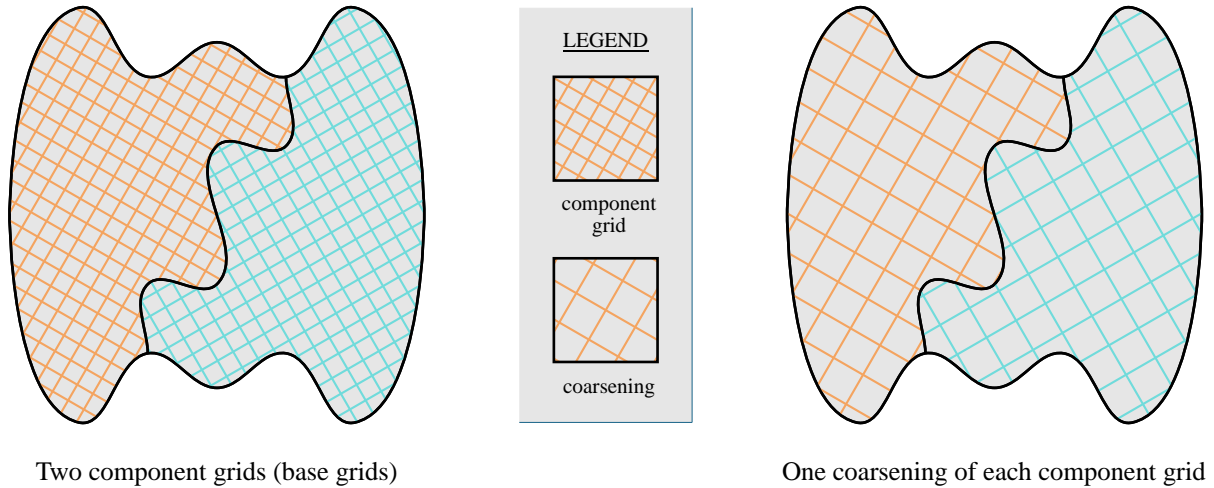 LEGEND
component
grid
coarsening
Two component grids (base grids)
One coarsening of each component grid